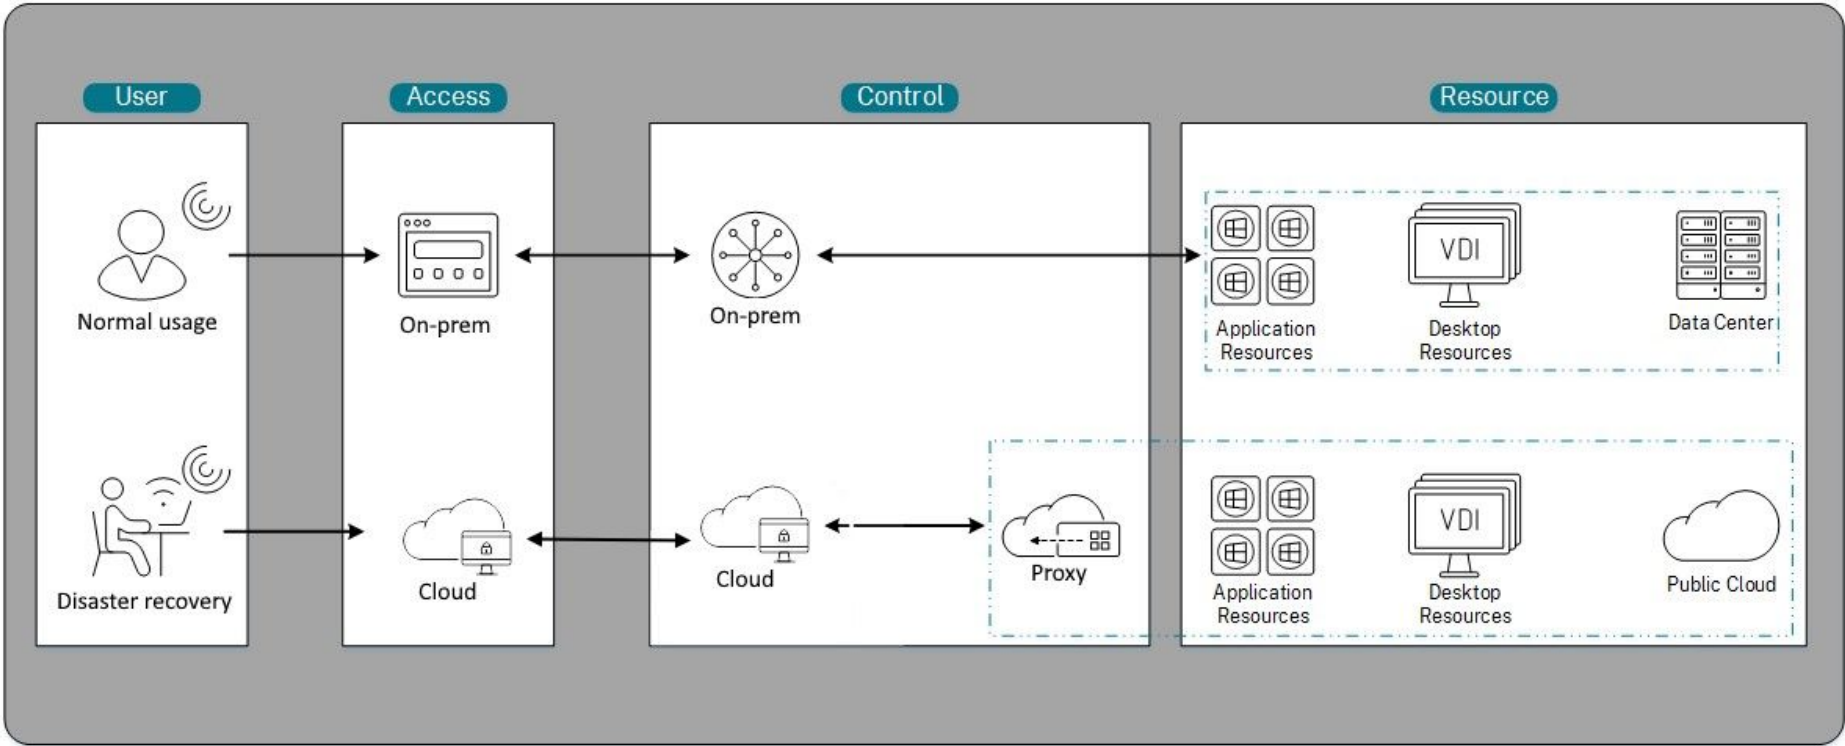 User
Access
Control
Resource
Normal usage
On-prem
On-prem
VDI
Application
Resources
Desktop
Resources
Data Center
Disaster recovery
Cloud
Cloud
Proxy
VDI
Application
Resources
Desktop
Resources
Public Cloud